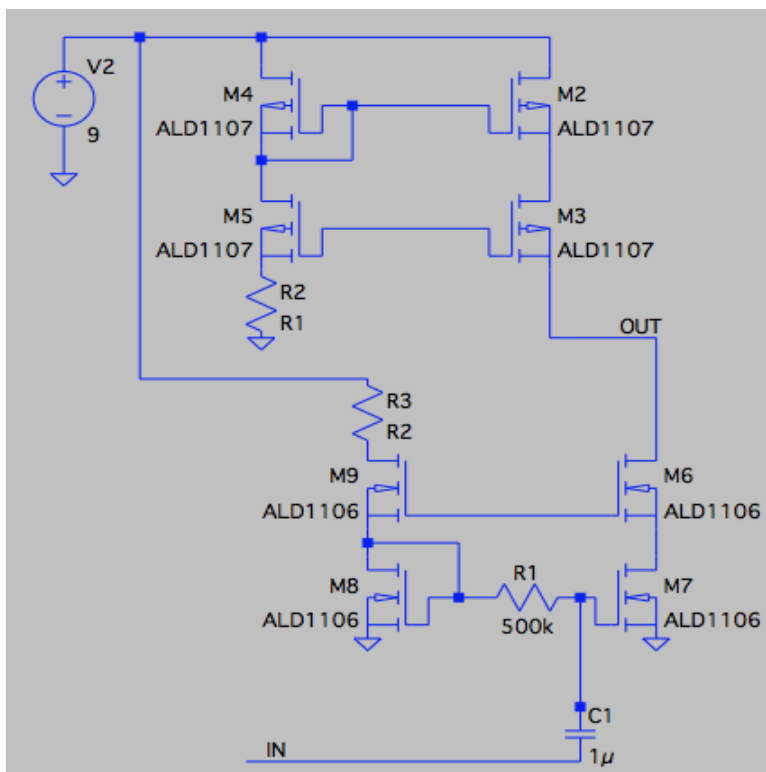 V2
9
M4
ALD1107
M2
ALD1107
M5
ALD1107
M3
ALD1107
R2
R1
OUT
R3
R2
M9
ALD1106
M6
ALD1106
M8
ALD1106
R1
500k
M7
ALD1106
C1
1µ
IN